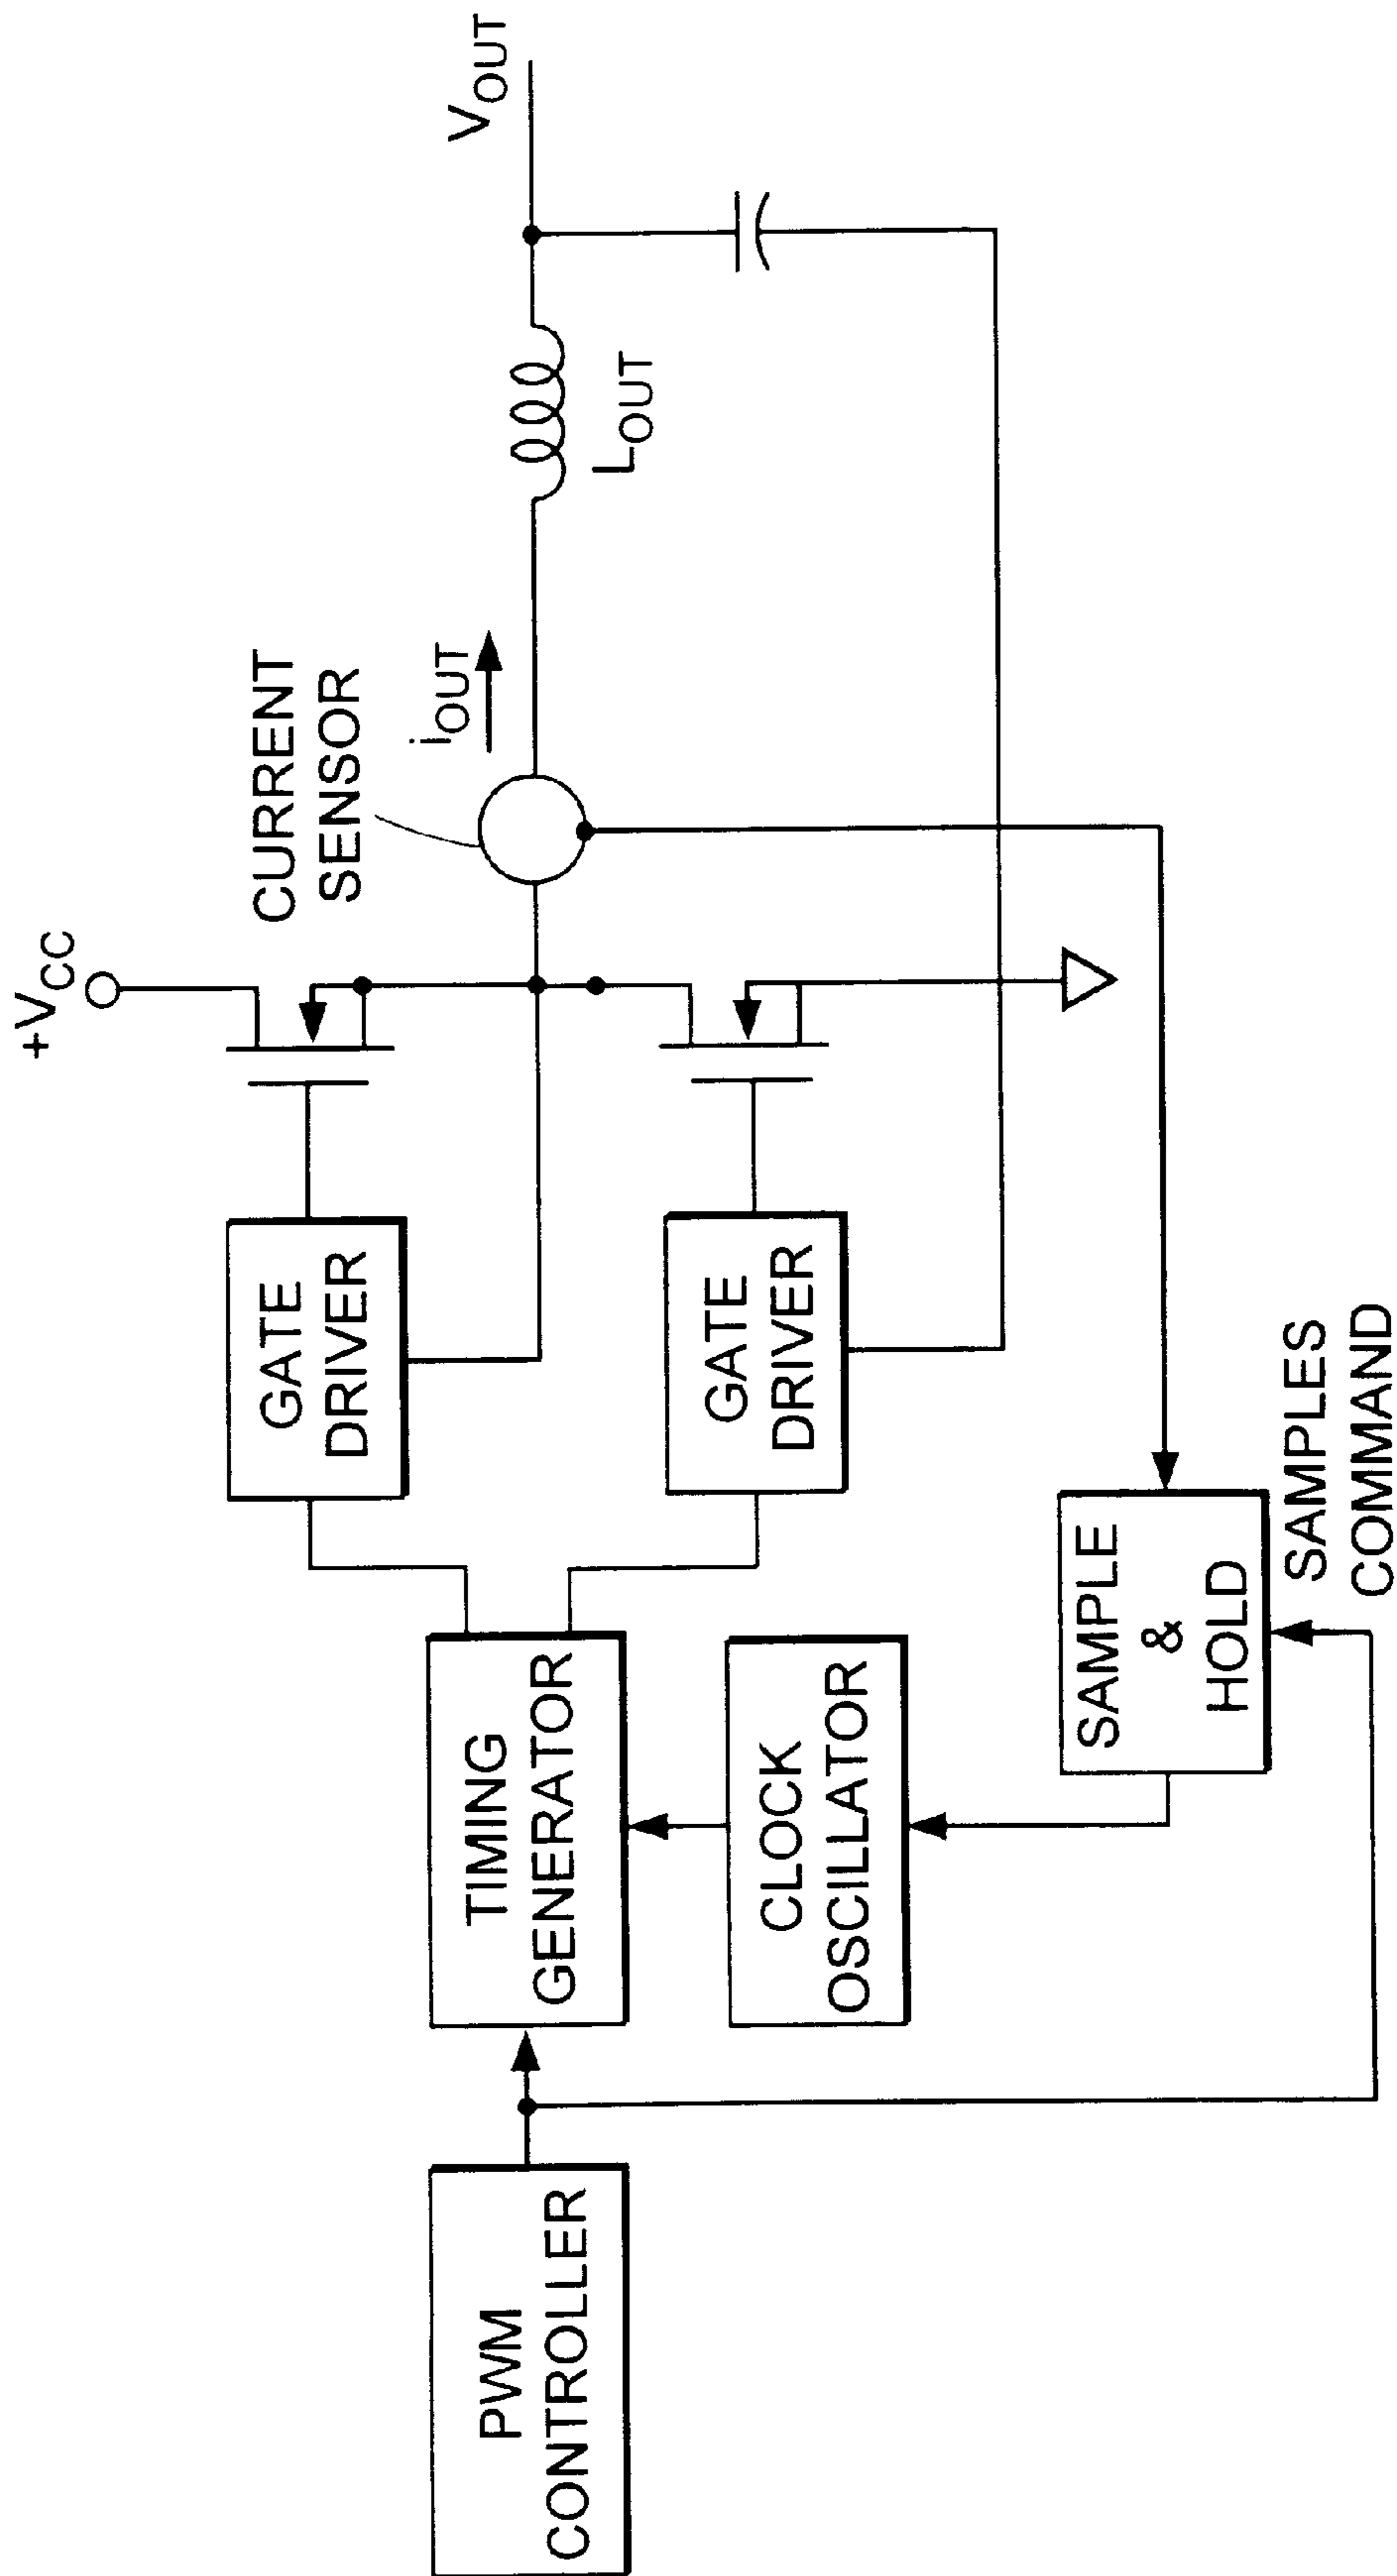 PWM
CONTROLLER
TIMING
GENERATOR
CLOCK
OSCILLATOR
GATE
DRIVER
GATE
DRIVER
SAMPLE
&
HOLD
SAMPLES
COMMAND
+VCC
CURRENT
SENSOR
iOUT
LOUT
VOUT